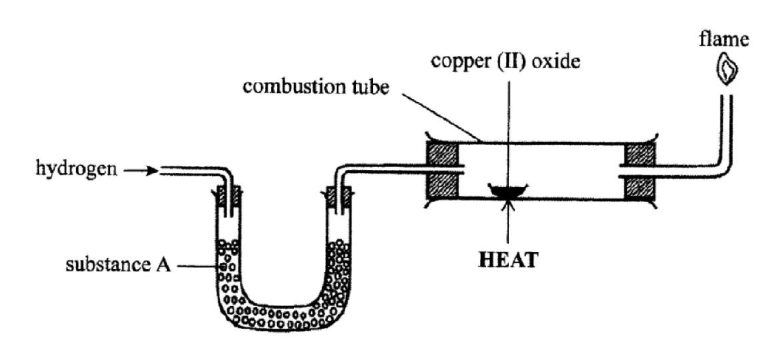 flame
copper (II) oxide
combustion tube
hydrogen
substance A
HEAT